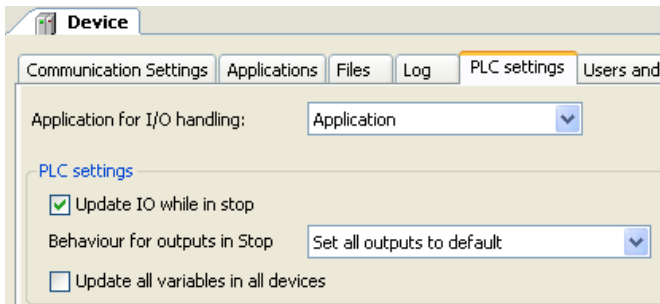 Device
Communication Settings Applications Files Log PLC settings Users and
Application for I/O handling: Application
PLC settings
Update IO while in stop
Behaviour for outputs in Stop Set all outputs to default
Update all variables in all devices